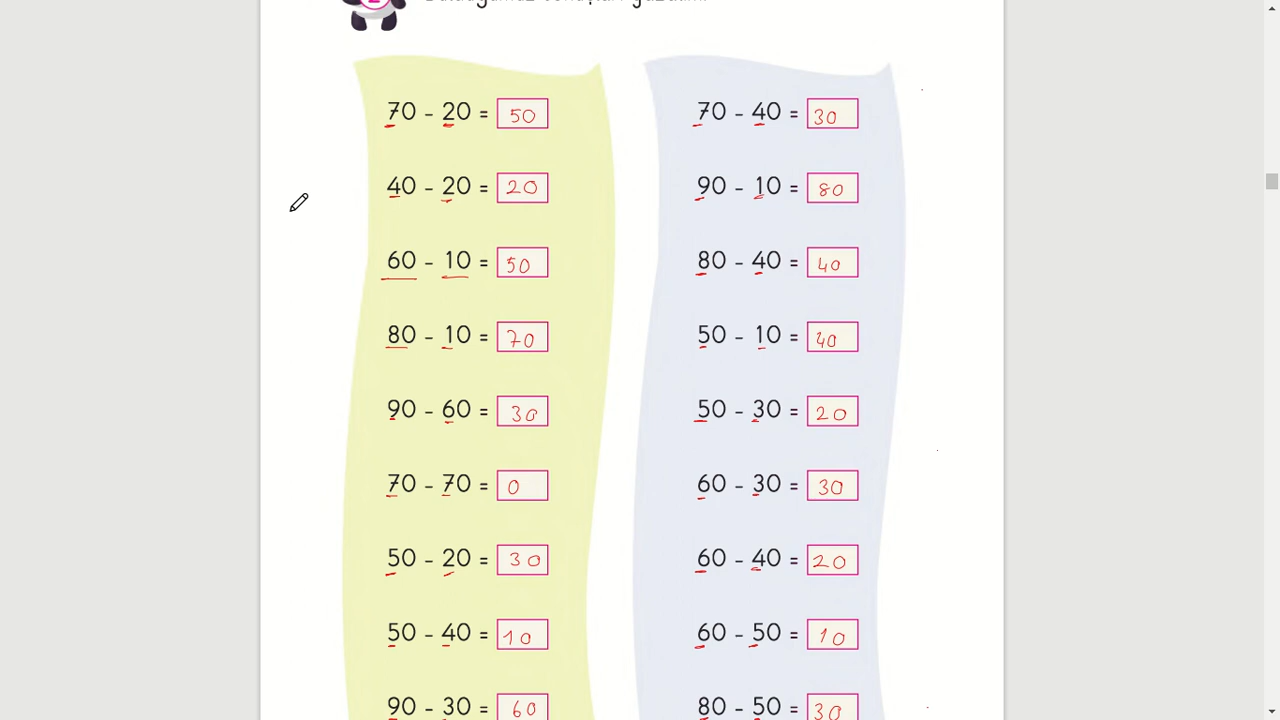 70 - 20 = 50
40 - 20 = 20
60 - 10 = 50
80 - 10 = 70
90 - 60 = 30
70 - 70 = 0
50 - 20 = 30
50 - 40 = 10
90 - 30 = 60
70 - 40 = 30
90 - 10 = 80
80 - 40 = 40
50 - 10 = 40
50 - 30 = 20
60 - 30 = 30
60 - 40 = 20
60 - 50 = 10
80 - 50 = 30